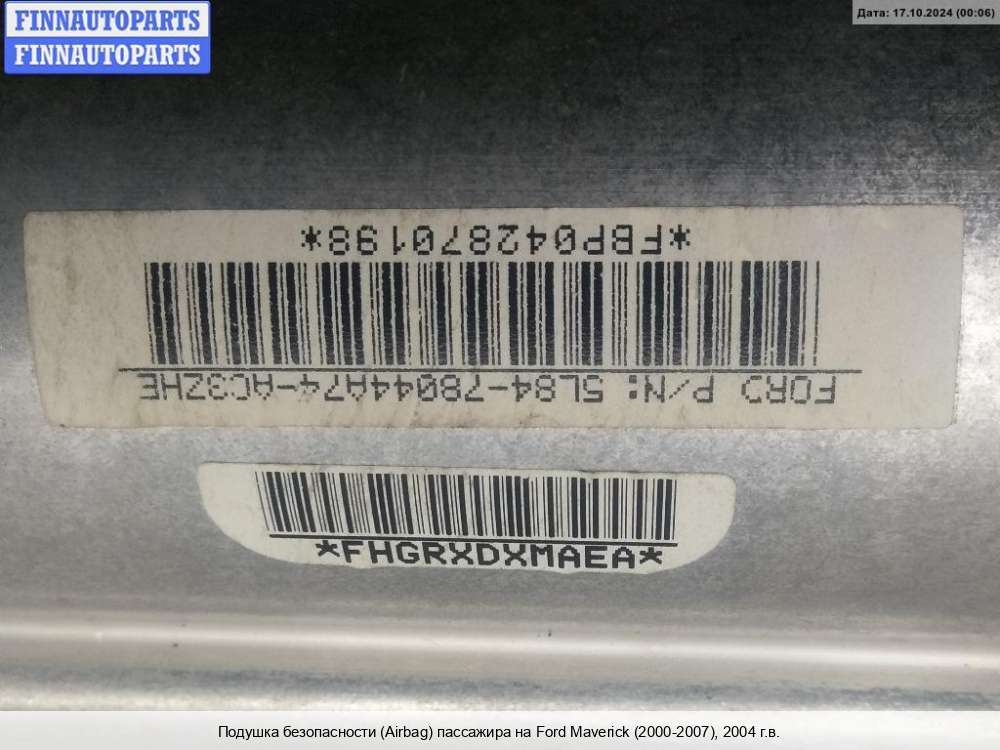 FINNAUTOPARTS
FINNAUTOPARTS
Дата: 17.10.2024 (00:06)
*FBP042870198*
FORD P/N: 5L84-78044A74-AC3ZHE
*FHGRXDXMAEA*
Подушка безопасности (Airbag) пассажира на Ford Maverick (2000-2007), 2004 г.в.